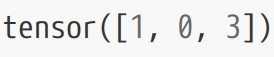 tensor([1, 0, 3])